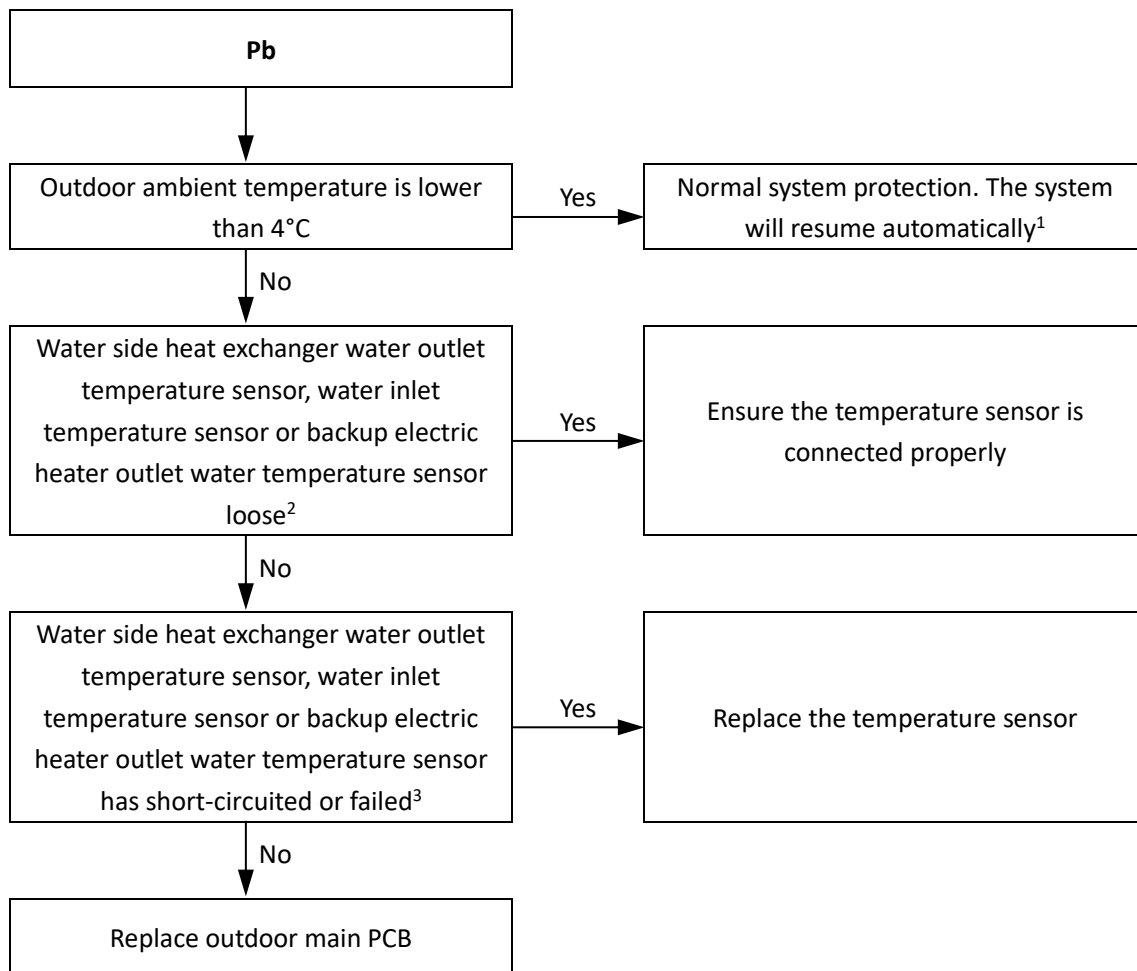 Pb
Outdoor ambient temperature is lower
than 4°C
Yes
Normal system protection. The system
will resume automatically¹
No
Water side heat exchanger water outlet
temperature sensor, water inlet
temperature sensor or backup electric
heater outlet water temperature sensor
loose²
Yes
Ensure the temperature sensor is
connected properly
No
Water side heat exchanger water outlet
temperature sensor, water inlet
temperature sensor or backup electric
heater outlet water temperature sensor
has short-circuited or failed³
Yes
Replace the temperature sensor
No
Replace outdoor main PCB